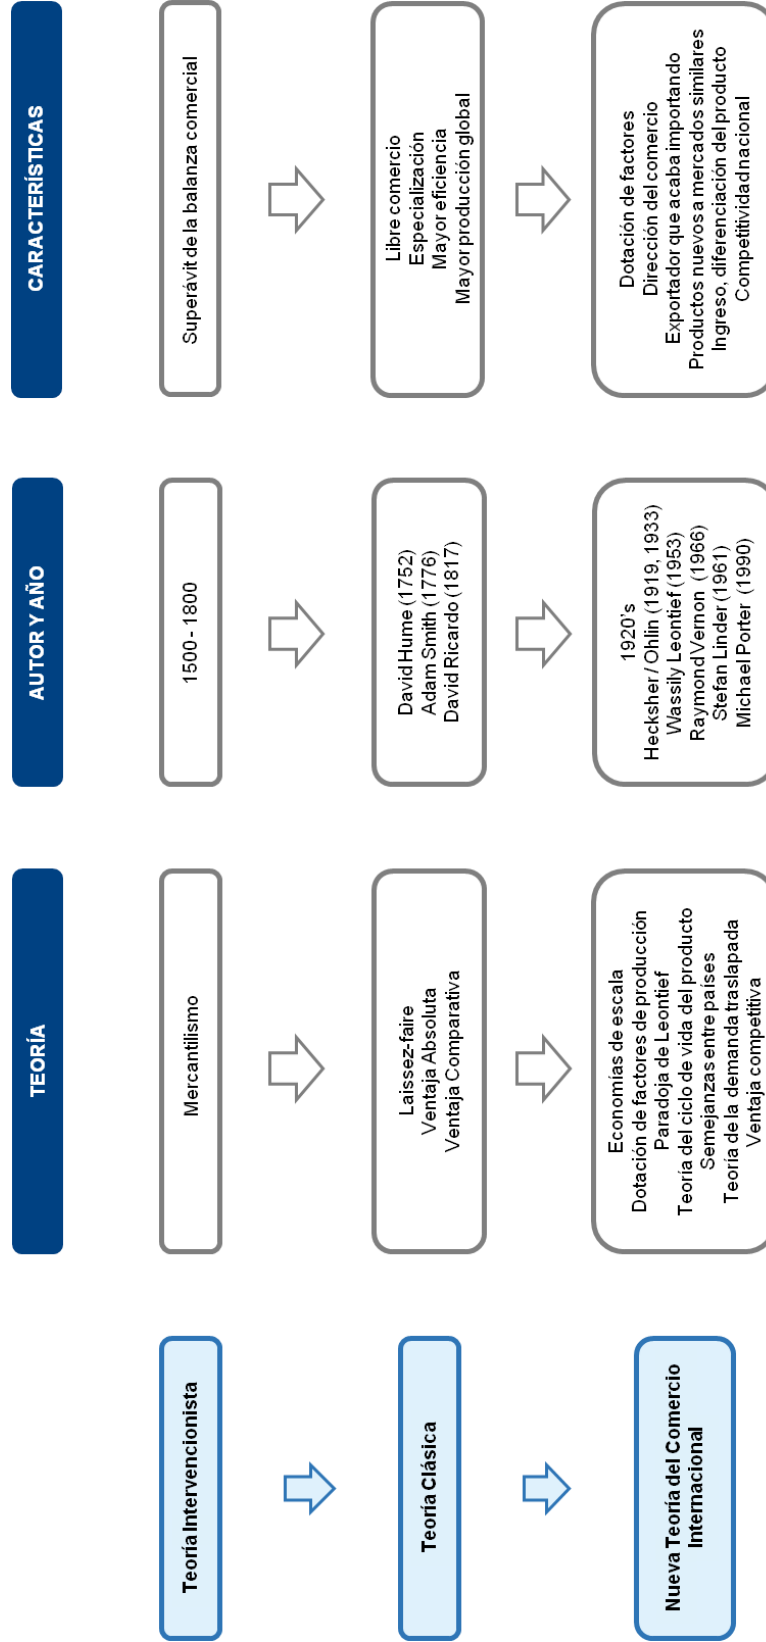 TEORÍA
AUTOR Y AÑO
CARACTERÍSTICAS
Teoría Intervencionista
Mercantilismo
1500 - 1800
Superávit de la balanza comercial
Teoría Clásica
Laissez-faire
Ventaja Absoluta
Ventaja Comparativa
David Hume (1752)
Adam Smith (1776)
David Ricardo (1817)
Libre comercio
Especialización
Mayor eficiencia
Mayor producción global
Nueva Teoría del Comercio
Internacional
Economías de escala
Dotación de factores de producción
Paradoja de Leontief
Teoría del ciclo de vida del producto
Semejanzas entre países
Teoría de la demanda traslapada
Ventaja competitiva
1920's
Hecksher / Ohlin (1919, 1933)
Wassily Leontief (1953)
Raymond Vernon (1966)
Stefan Linder (1961)
Michael Porter (1990)
Dotación de factores
Dirección del comercio
Exportador que acaba importando
Productos nuevos a mercados similares
Ingreso, diferenciación del producto
Competitividad nacional